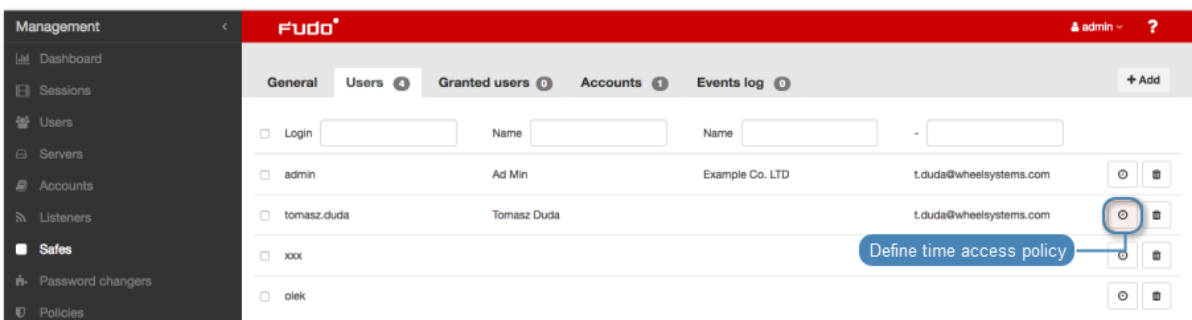 Management
Fudo
admin
?
Dashboard
Sessions
Users
Servers
Accounts
Listeners
Safes
Password changers
Policies
General Users 4 Granted users 0 Accounts 1 Events log 0 + Add
Login Name Name -
admin Ad Min Example Co. LTD t.duda@wheelsystems.com
tomasz.duda Tomasz Duda t.duda@wheelsystems.com
Define time access policy
xxx
olek